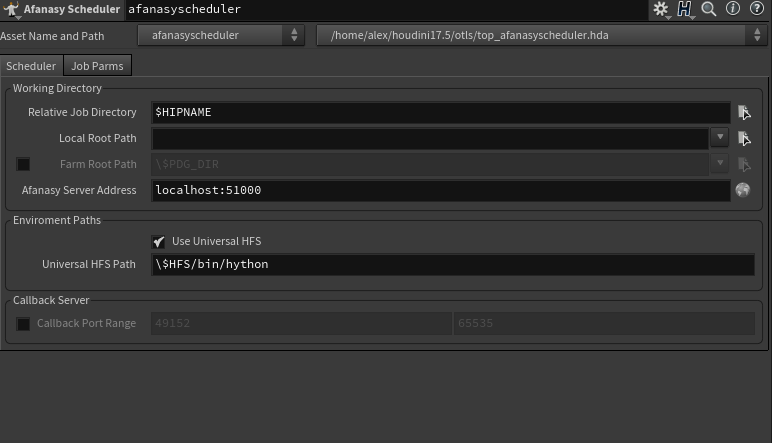 Afanasy Scheduler afanasyscheduler
Asset Name and Path afanasyscheduler /home/alex/houdini17.5/otls/top_afanasyscheduler.hda
Scheduler Job Parms
Working Directory
Relative Job Directory $HIPNAME
Local Root Path
Farm Root Path \$PDG_DIR
Afanasy Server Address localhost:51000
Enviroment Paths
Use Universal HFS
Universal HFS Path \$HFS/bin/hython
Callback Server
Callback Port Range 49152 65535